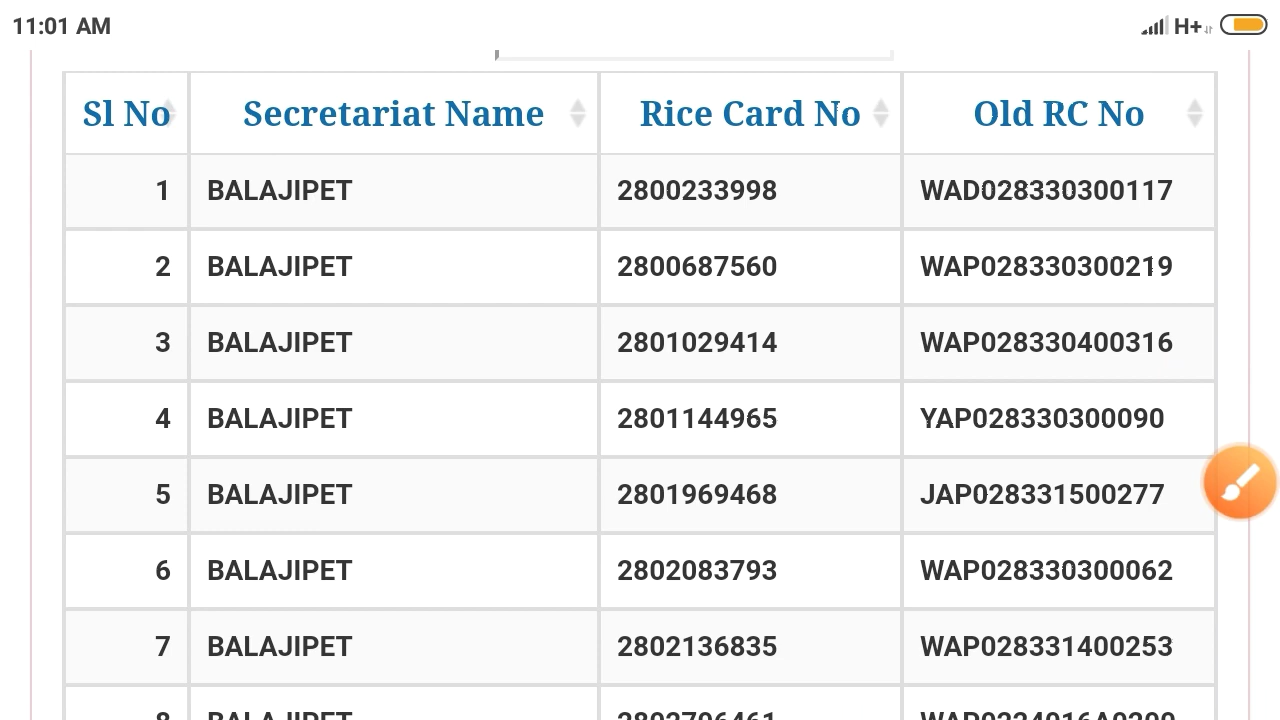 11:01 AM H+
Sl No Secretariat Name Rice Card No Old RC No
1 BALAJIPET 2800233998 WAD028330300117
2 BALAJIPET 2800687560 WAP028330300219
3 BALAJIPET 2801029414 WAP028330400316
4 BALAJIPET 2801144965 YAP028330300090
5 BALAJIPET 2801969468 JAP028331500277
6 BALAJIPET 2802083793 WAP028330300062
7 BALAJIPET 2802136835 WAP028331400253
8 BALAJIPET